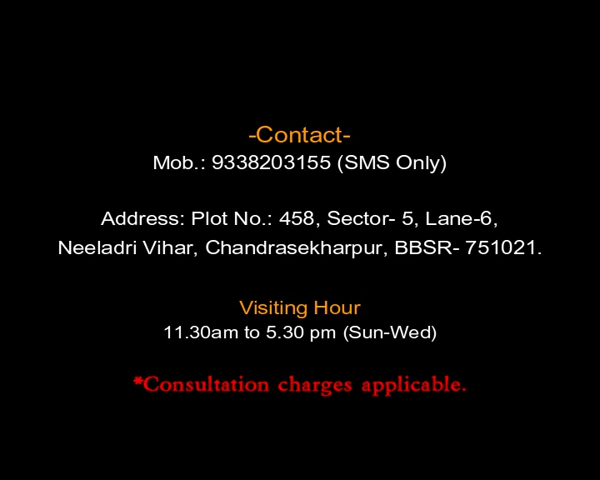 -Contact-
Mob.: 9338203155 (SMS Only)
Address: Plot No.: 458, Sector- 5, Lane-6,
Neeladri Vihar, Chandrasekharpur, BBSR- 751021.
Visiting Hour
11.30am to 5.30 pm (Sun-Wed)
*Consultation charges applicable.